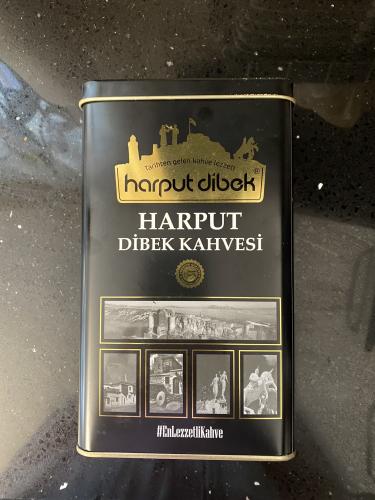 Tarihten gelen kahve lezzeti
harput dibek®
HARPUT
DİBEK KAHVESİ
#EnLezzetliKahve